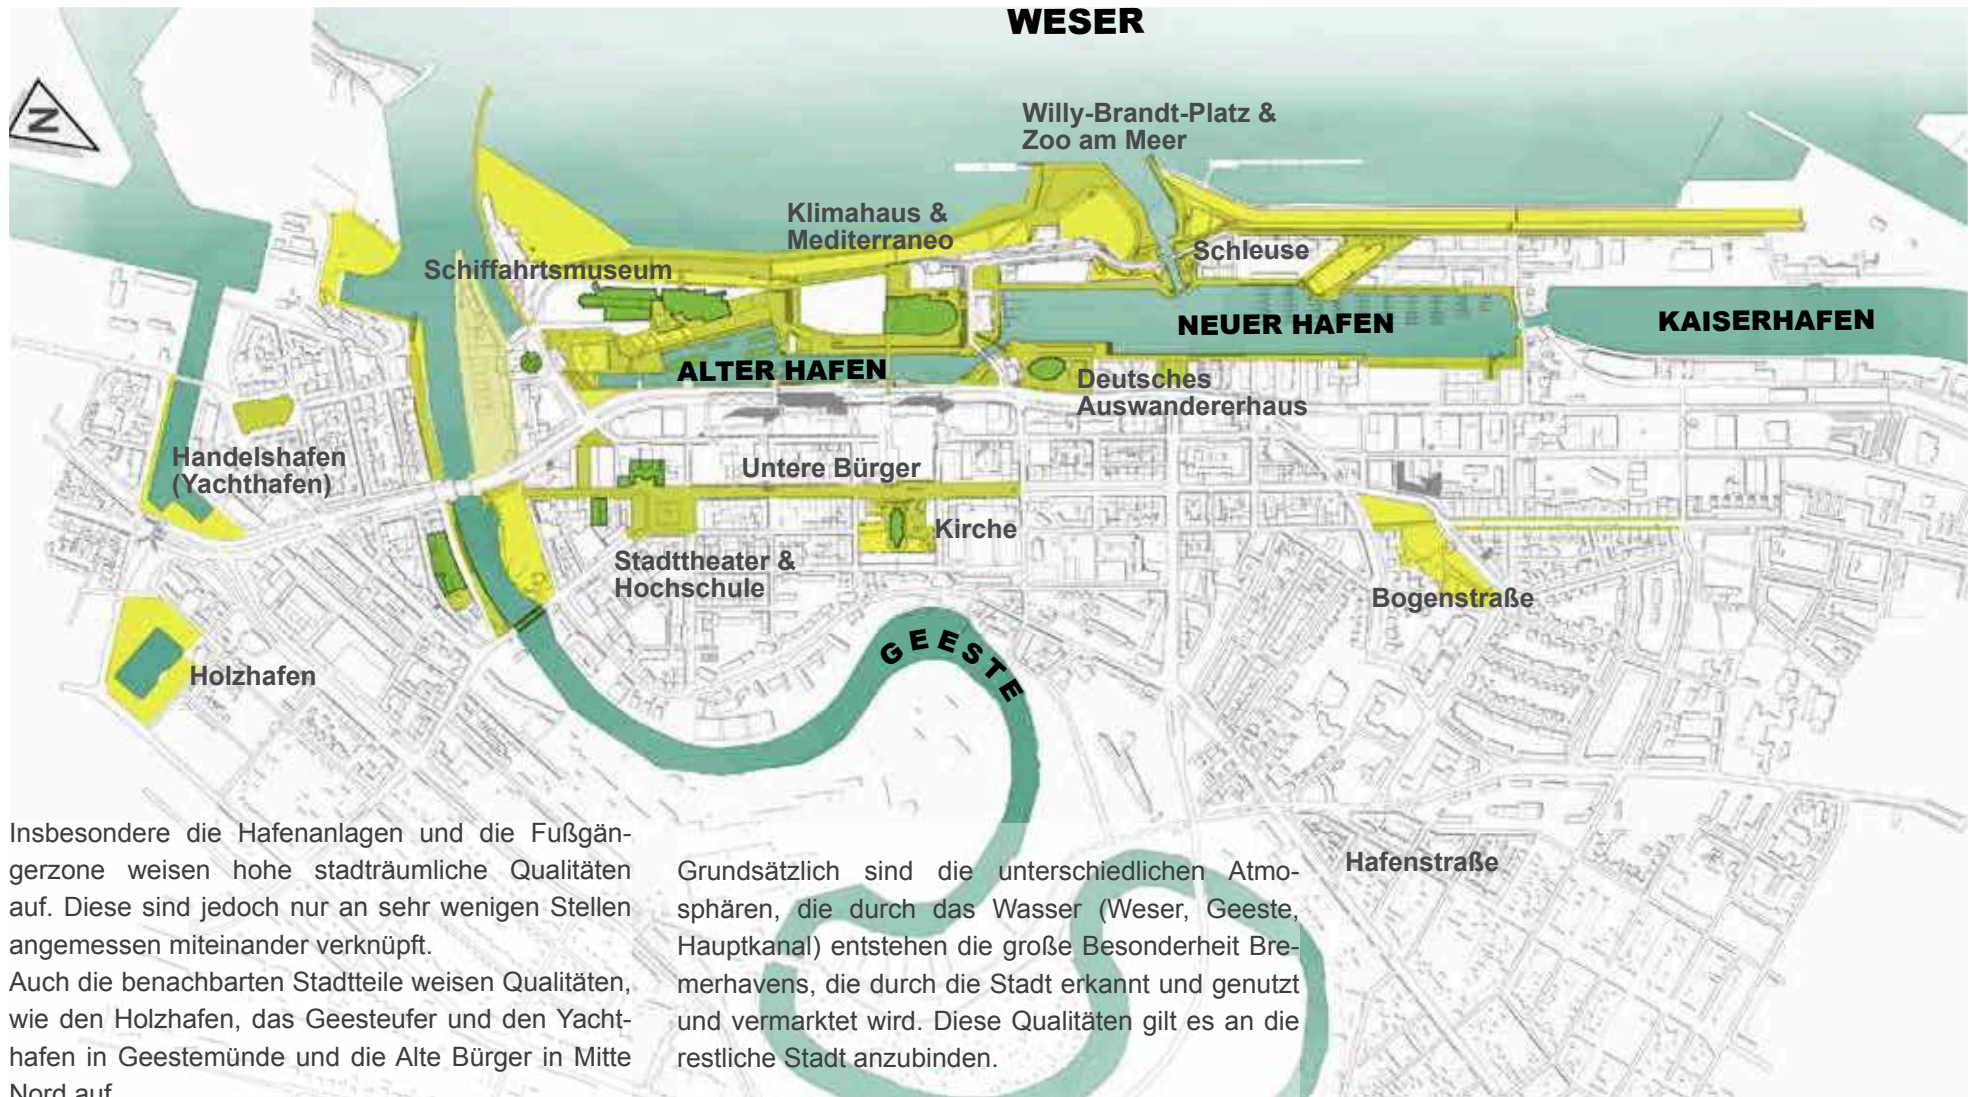 WESER
N
Willy-Brandt-Platz &
Zoo am Meer
Klimahaus &
Mediterraneo
Schleuse
Schiffahrtsmuseum
NEUER HAFEN
KAISERHAFEN
ALTER HAFEN
Deutsches
Auswandererhaus
Handelshafen
(Yachthafen)
Untere Bürger
Kirche
Stadttheater &
Hochschule
Bogenstraße
GEESTE
Holzhafen
Hafenstraße
Insbesondere die Hafenanlagen und die Fußgän-
gerzone weisen hohe stadträumliche Qualitäten
auf. Diese sind jedoch nur an sehr wenigen Stellen
angemessen miteinander verknüpft.
Auch die benachbarten Stadtteile weisen Qualitäten,
wie den Holzhafen, das Geesteufer und den Yacht-
hafen in Geestemünde und die Alte Bürger in Mitte
Nord auf.
Grundsätzlich sind die unterschiedlichen Atmo-
sphären, die durch das Wasser (Weser, Geeste,
Hauptkanal) entstehen die große Besonderheit Bre-
merhavens, die durch die Stadt erkannt und genutzt
und vermarktet wird. Diese Qualitäten gilt es an die
restliche Stadt anzubinden.